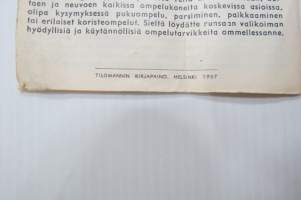 taen ja neuvoen kaikissa ompelukoneita koskevissa asioissa,
olipa kysymyksessä pukuompelu, parsiminen, paikkaaminen
tai erilaiset koristeompelut. Sieltä löydätte runsaan valikoiman
hyödyllisiä ja käytännöllisiä ompelutarvikkeita ommellessanne.
TILGMANNIN KIRJAPAINO, HELSINKI 1957